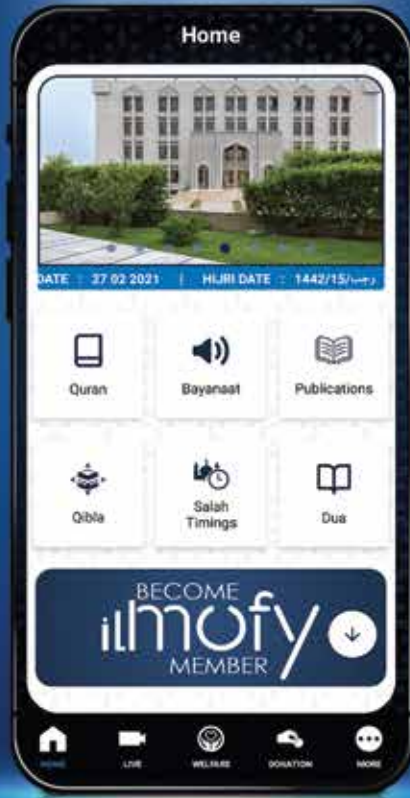 Home
DATE : 27 02 2021 | HIJRI DATE : 1442/15/رجب
Quran
Bayanaat
Publications
Qibla
Salah
Timings
Dua
BECOME
ilmofy
MEMBER
HOME
LIVE
WELFARE
DONATION
MORE